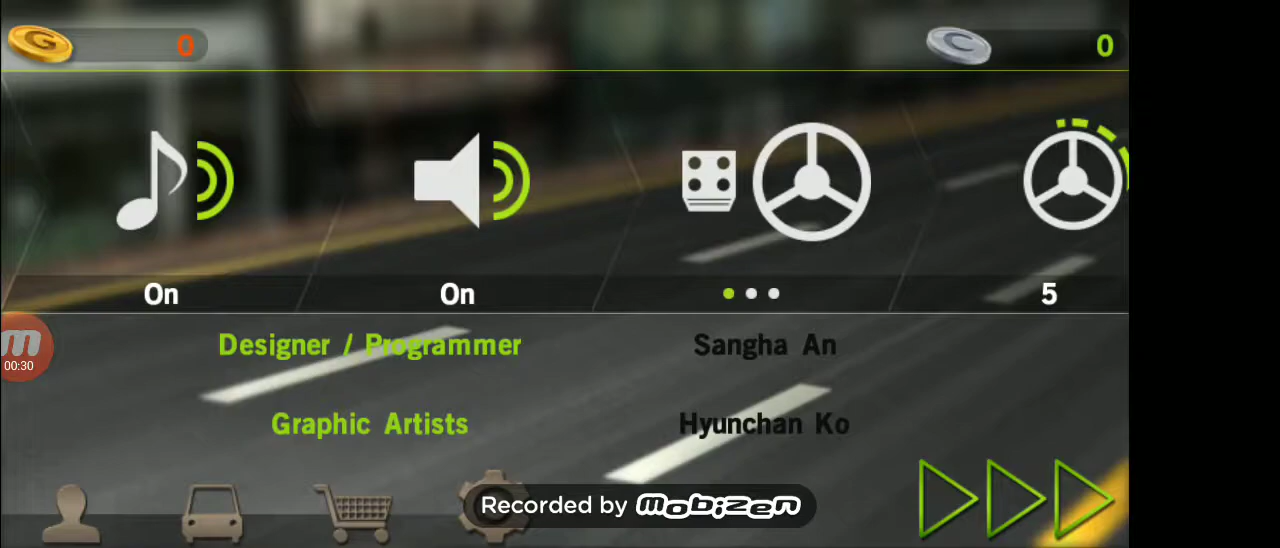 G 0
C 0
On
On
5
Designer / Programmer Sangha An
Graphic Artists Hyunchan Ko
00:30
Recorded by mobizen